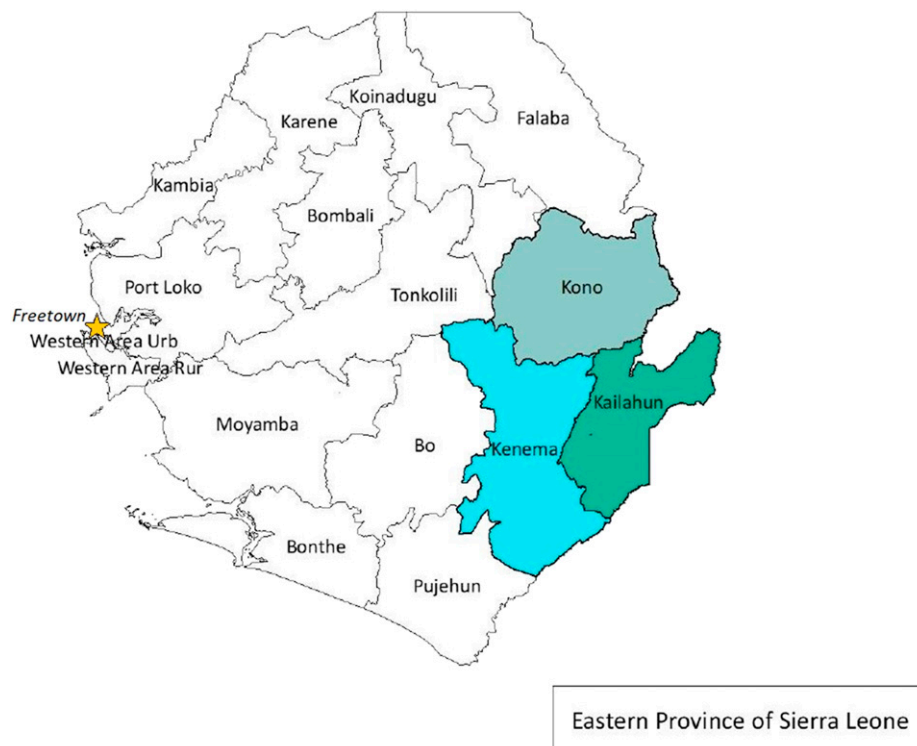 Koinadugu
Falaba
Karene
Kambia
Bombali
Port Loko
Kono
Tonkolili
Freetown
Western Area Urb
Western Area Rur
Kailahun
Moyamba
Bo
Kenema
Bonthe
Pujehun
Eastern Province of Sierra Leone